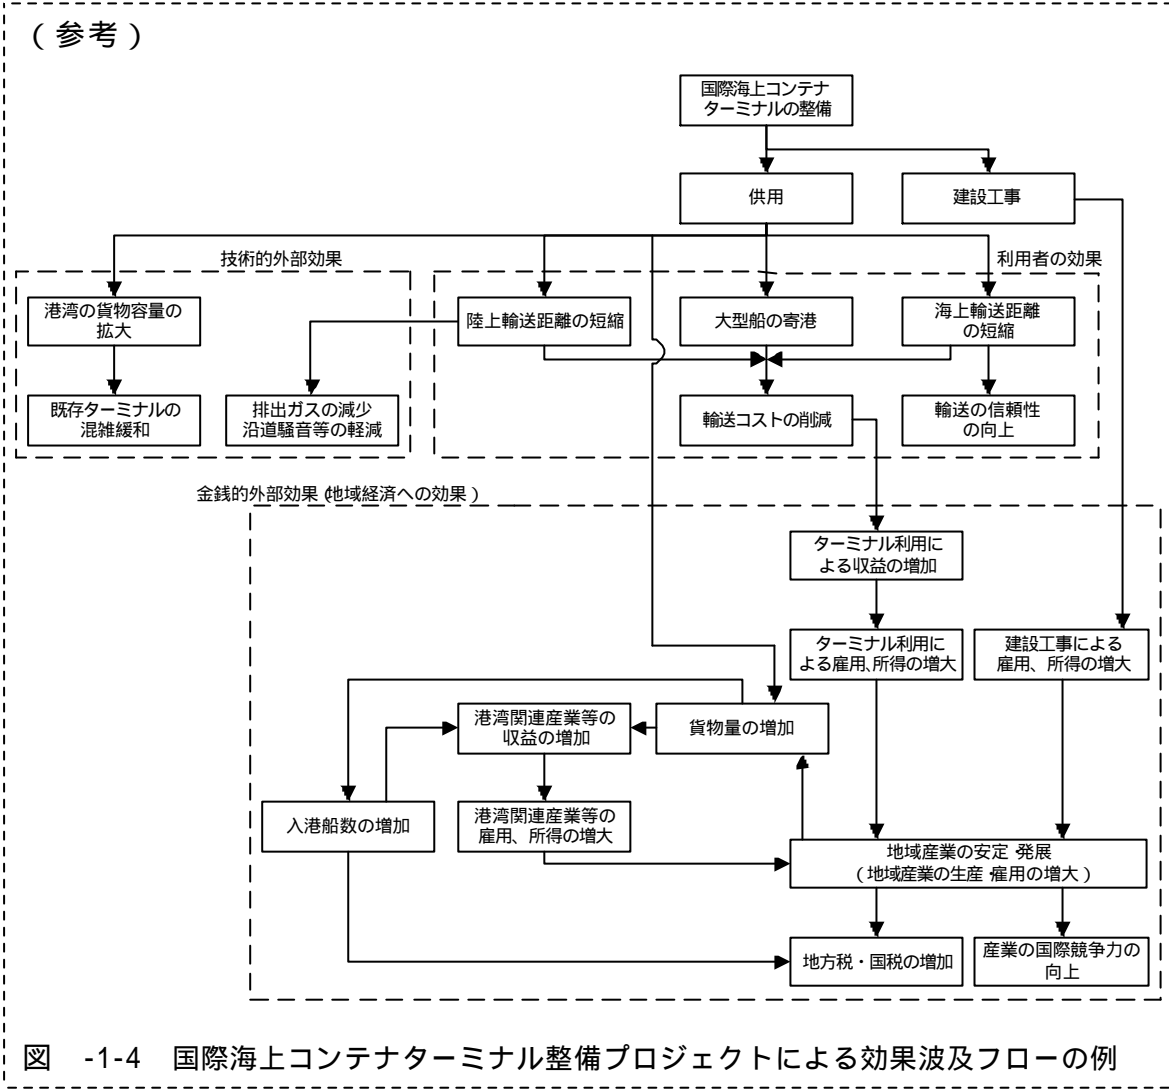 （参考）
国際海上コンテナ
ターミナルの整備
供用
建設工事
技術的外部効果
利用者の効果
港湾の貨物容量の
拡大
陸上輸送距離の短縮
大型船の寄港
海上輸送距離
の短縮
既存ターミナルの
混雑緩和
排出ガスの減少
沿道騒音等の軽減
輸送コストの削減
輸送の信頼性
の向上
金銭的外部効果（地域経済への効果）
ターミナル利用に
よる収益の増加
ターミナル利用に
よる雇用、所得の増大
建設工事による
雇用、所得の増大
港湾関連産業等の
収益の増加
貨物量の増加
入港船数の増加
港湾関連産業等の
雇用、所得の増大
地域産業の安定・発展
（地域産業の生産・雇用の増大）
地方税・国税の増加
産業の国際競争力の
向上
図　-1-4　国際海上コンテナターミナル整備プロジェクトによる効果波及フローの例